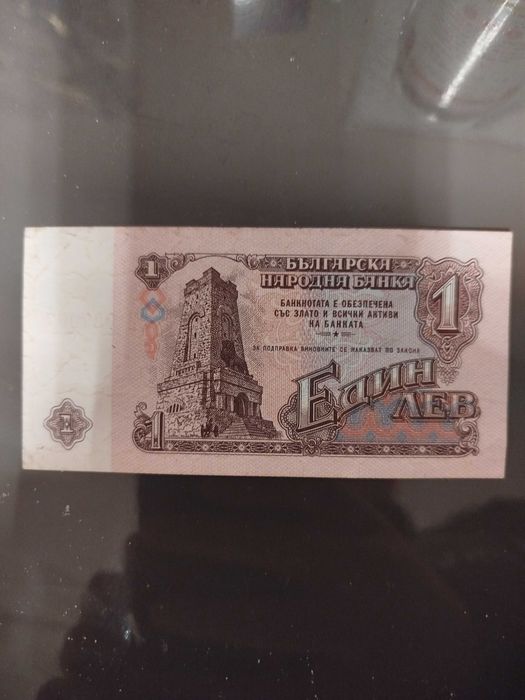 1
БЪЛГАРСКА
НАРОДНА БАНКА
1
БАНКНОТАТА Е ОБЕЗПЕЧЕНА
СЪС ЗЛАТО И ВСИЧКИ АКТИВИ
НА БАНКАТА
ЗА ПОДПРАВКА ВИНОВНИТЕ СЕ НАКАЗВАТ ПО ЗАКОНА
ЕДИН
ЛЕВ
1
1